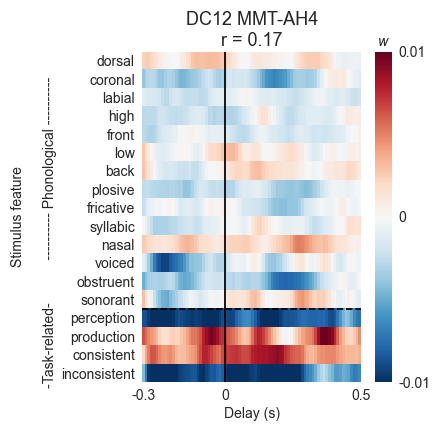 DC12 MMT-AH4
r = 0.17
w
Stimulus feature
-Task-related- ---------- Phonological ----------
dorsal
coronal
labial
high
front
low
back
plosive
fricative
syllabic
nasal
voiced
obstruent
sonorant
perception
production
consistent
inconsistent
0.01
0
-0.01
-0.3 0 0.5
Delay (s)